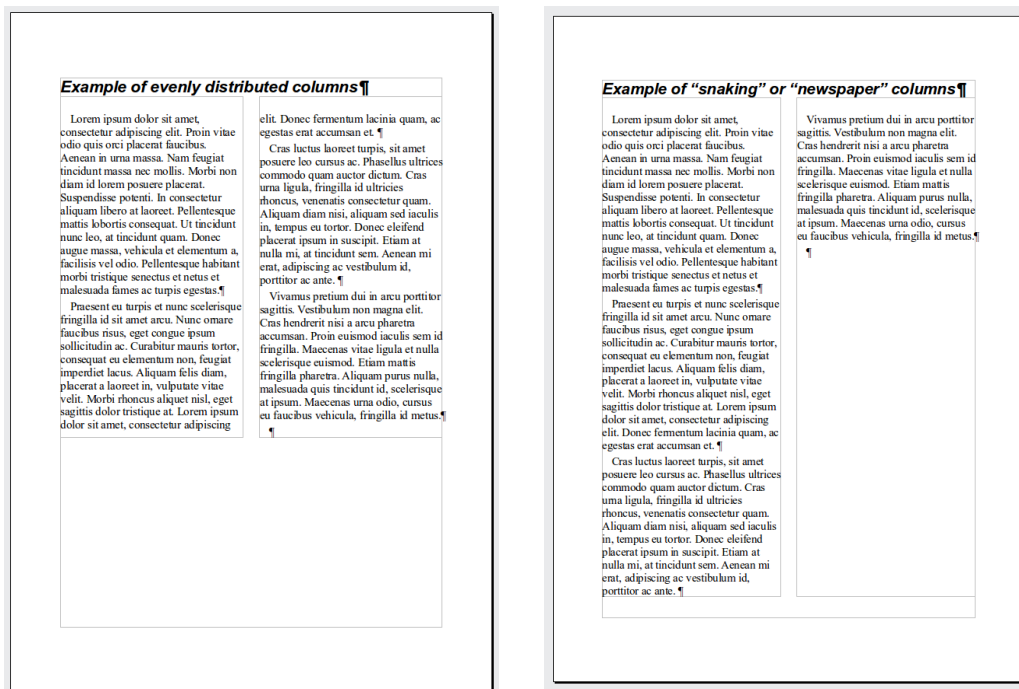 Example of evenly distributed columns¶
Lorem ipsum dolor sit amet,
consectetur adipiscing elit. Proin vitae
odio quis orci placerat faucibus.
Aenean in urna massa. Nam feugiat
tincidunt massa nec mollis. Morbi non
diam id lorem posuere placerat.
Suspendisse potenti. In consectetur
aliquam libero at laoreet. Pellentesque
mattis lobortis consequat. Ut tincidunt
nunc leo, at tincidunt quam. Donec
augue massa, vehicula et elementum a,
facilisis vel odio. Pellentesque habitant
morbi tristique senectus et netus et
malesuada fames ac turpis egestas.¶
Praesent eu turpis et nunc scelerisque
fringilla id sit amet arcu. Nunc ornare
faucibus risus, eget congue ipsum
sollicitudin ac. Curabitur mauris tortor,
consequat eu elementum non, feugiat
imperdiet lacus. Aliquam felis diam,
placerat a laoreet in, vulputate vitae
velit. Morbi rhoncus aliquet nisl, eget
sagittis dolor tristique at. Lorem ipsum
dolor sit amet, consectetur adipiscing
elit. Donec fermentum lacinia quam, ac
egestas erat accumsan et. ¶
Cras luctus laoreet turpis, sit amet
posuere leo cursus ac. Phasellus ultrices
commodo quam auctor dictum. Cras
urna ligula, fringilla id ultricies
rhoncus, venenatis consectetur quam.
Aliquam diam nisi, aliquam sed iaculis
in, tempus eu tortor. Donec eleifend
placerat ipsum in suscipit. Etiam at
nulla mi, at tincidunt sem. Aenean mi
erat, adipiscing ac vestibulum id,
porttitor ac ante. ¶
Vivamus pretium dui in arcu porttitor
sagittis. Vestibulum non magna elit.
Cras hendrerit nisi a arcu pharetra
accumsan. Proin euismod iaculis sem id
fringilla. Maecenas vitae ligula et nulla
scelerisque euismod. Etiam mattis
fringilla pharetra. Aliquam purus nulla,
malesuada quis tincidunt id, scelerisque
at ipsum. Maecenas urna odio, cursus
eu faucibus vehicula, fringilla id metus.¶
¶
Example of “snaking” or “newspaper” columns¶
Lorem ipsum dolor sit amet,
consectetur adipiscing elit. Proin vitae
odio quis orci placerat faucibus.
Aenean in urna massa. Nam feugiat
tincidunt massa nec mollis. Morbi non
diam id lorem posuere placerat.
Suspendisse potenti. In consectetur
aliquam libero at laoreet. Pellentesque
mattis lobortis consequat. Ut tincidunt
nunc leo, at tincidunt quam. Donec
augue massa, vehicula et elementum a,
facilisis vel odio. Pellentesque habitant
morbi tristique senectus et netus et
malesuada fames ac turpis egestas.¶
Praesent eu turpis et nunc scelerisque
fringilla id sit amet arcu. Nunc ornare
faucibus risus, eget congue ipsum
sollicitudin ac. Curabitur mauris tortor,
consequat eu elementum non, feugiat
imperdiet lacus. Aliquam felis diam,
placerat a laoreet in, vulputate vitae
velit. Morbi rhoncus aliquet nisl, eget
sagittis dolor tristique at. Lorem ipsum
dolor sit amet, consectetur adipiscing
elit. Donec fermentum lacinia quam, ac
egestas erat accumsan et. ¶
Cras luctus laoreet turpis, sit amet
posuere leo cursus ac. Phasellus ultrices
commodo quam auctor dictum. Cras
urna ligula, fringilla id ultricies
rhoncus, venenatis consectetur quam.
Aliquam diam nisi, aliquam sed iaculis
in, tempus eu tortor. Donec eleifend
placerat ipsum in suscipit. Etiam at
nulla mi, at tincidunt sem. Aenean mi
erat, adipiscing ac vestibulum id,
porttitor ac ante. ¶
Vivamus pretium dui in arcu porttitor
sagittis. Vestibulum non magna elit.
Cras hendrerit nisi a arcu pharetra
accumsan. Proin euismod iaculis sem id
fringilla. Maecenas vitae ligula et nulla
scelerisque euismod. Etiam mattis
fringilla pharetra. Aliquam purus nulla,
malesuada quis tincidunt id, scelerisque
at ipsum. Maecenas urna odio, cursus
eu faucibus vehicula, fringilla id metus.¶
¶